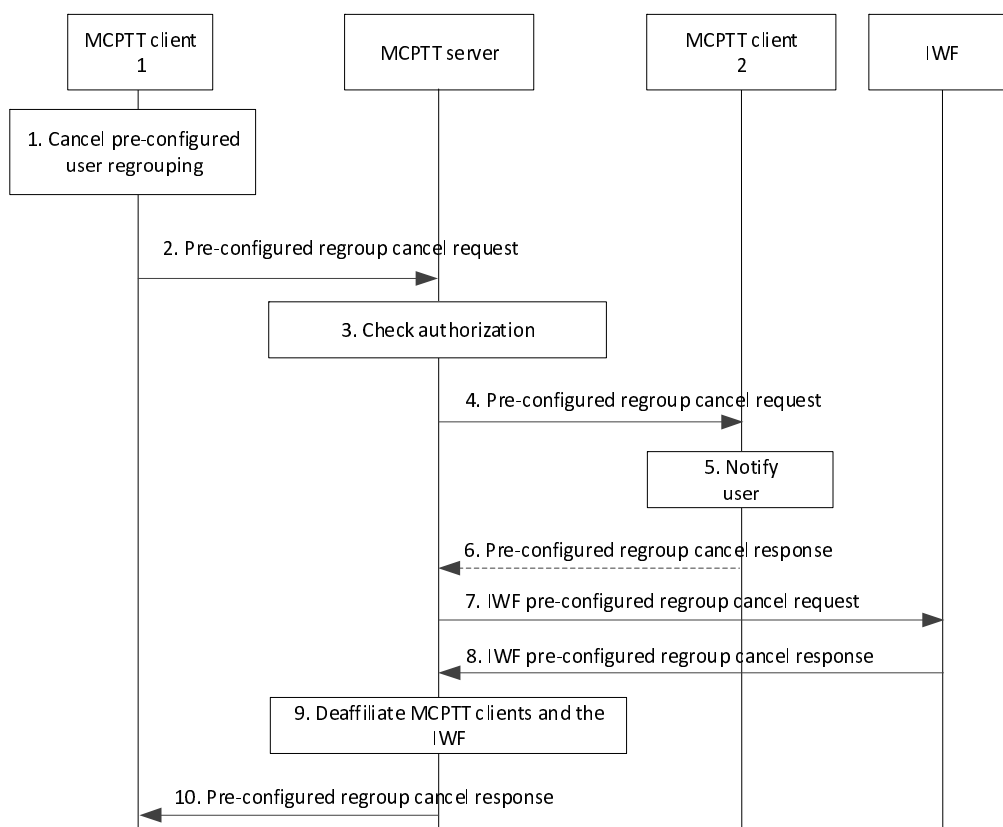 MCPTT client
1
MCPTT server
MCPTT client
2
IWF
1. Cancel pre-configured
user regrouping
2. Pre-configured regroup cancel request
3. Check authorization
4. Pre-configured regroup cancel request
5. Notify
user
6. Pre-configured regroup cancel response
7. IWF pre-configured regroup cancel request
8. IWF pre-configured regroup cancel response
9. Deaffiliate MCPTT clients and the
IWF
10. Pre-configured regroup cancel response